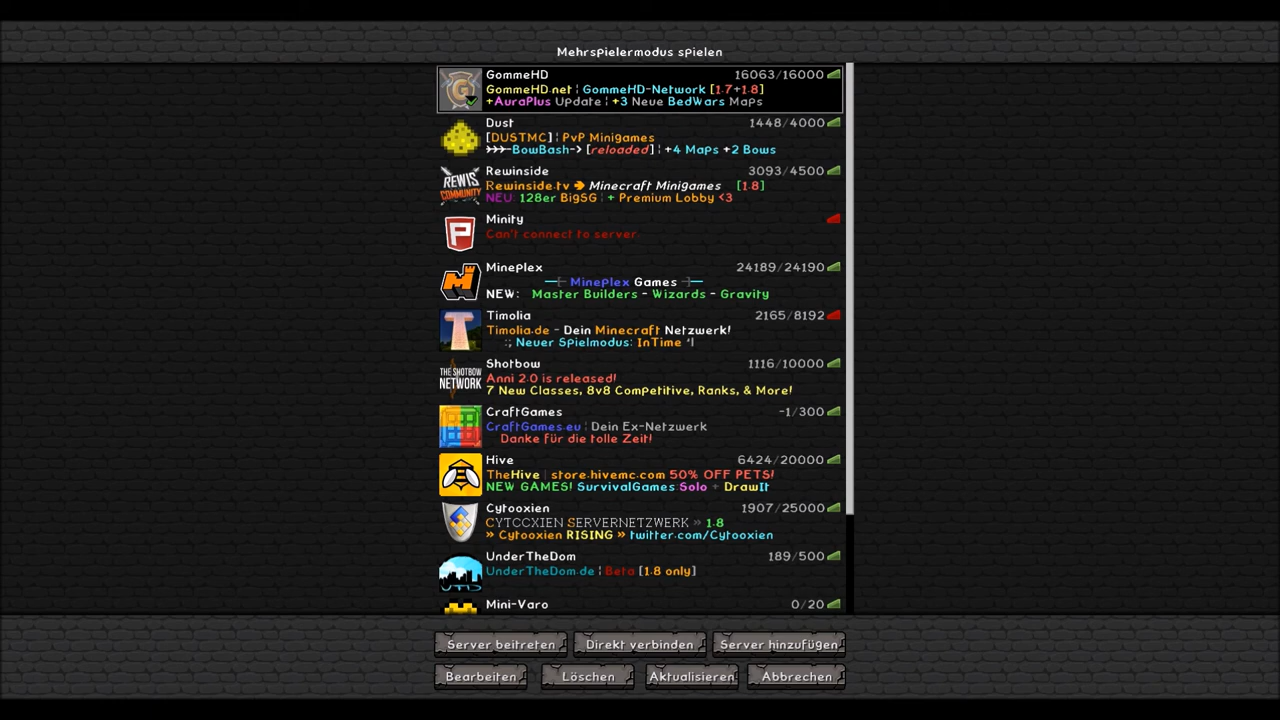 Mehrspielermodus spielen
GommeHD 16063/16000
GommeHD.net ¦ GommeHD-Network [1.7+1.8]
+AuraPlus Update ¦ +3 Neue BedWars Maps
Dust 1448/4000
[DUSTMC] ¦ PvP Minigames
➳➳BowBash-> [reloaded] ¦ +4 Maps +2 Bows
Rewinside 3093/4500
REWIS COMMUNITY
Rewinside.tv ➔ Minecraft Minigames [1.8]
NEU: 128er BigSG ¦ + Premium Lobby <3
Minity
Can't connect to server.
Mineplex 24189/24190
Mineplex Games
NEW: Master Builders - Wizards - Gravity
Timolia 2165/8192
Timolia.de - Dein Minecraft Netzwerk!
Neuer Spielmodus: InTime
Shotbow 1116/10000
THE SHOTBOW NETWORK
Anni 2.0 is released!
7 New Classes, 8v8 Competitive, Ranks, & More!
CraftGames -1/300
CraftGames.eu ¦ Dein Ex-Netzwerk
Danke für die tolle Zeit!
Hive 6424/20000
TheHive | store.hivemc.com 50% OFF PETS!
NEW GAMES! SurvivalGames:Solo + DrawIt
Cytooxien 1907/25000
CYTOOXIEN SERVERNETZWERK » 1.8
» Cytooxien RISING » twitter.com/Cytooxien
UnderTheDom 189/500
UnderTheDom.de ¦ Beta [1.8 only]
UTD
Mini-Varo 0/20
Server beitreten Direkt verbinden Server hinzufügen
Bearbeiten Löschen Aktualisieren Abbrechen